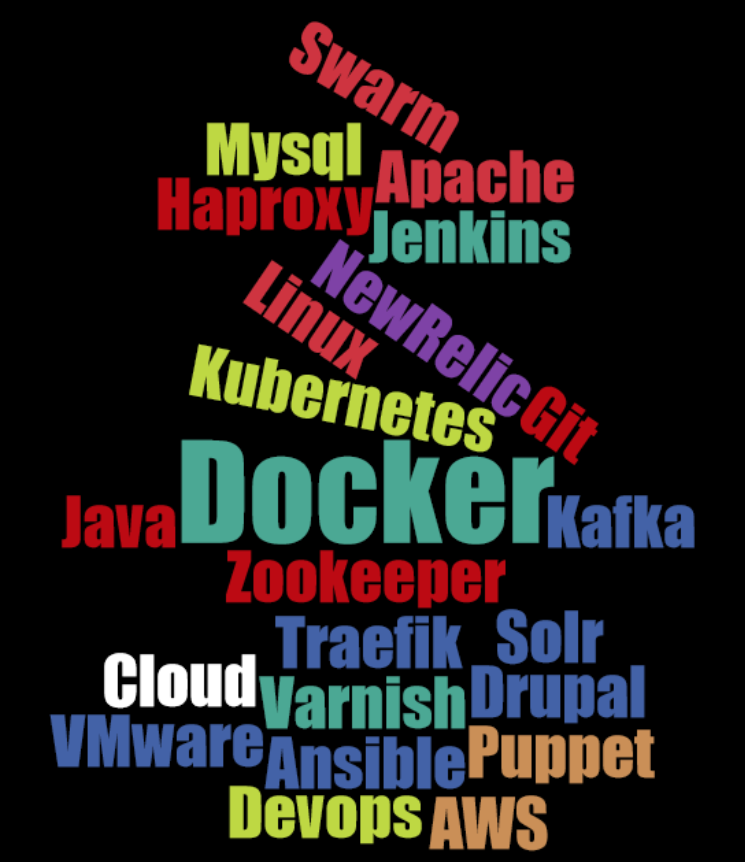 Swarm
Mysql
Apache
Haproxy
Jenkins
NewRelic
Linux
Kubernetes
Git
Docker
Java
Kafka
Zookeeper
Traefik
Solr
Cloud
Varnish
Drupal
VMware
Ansible
Puppet
Devops
AWS